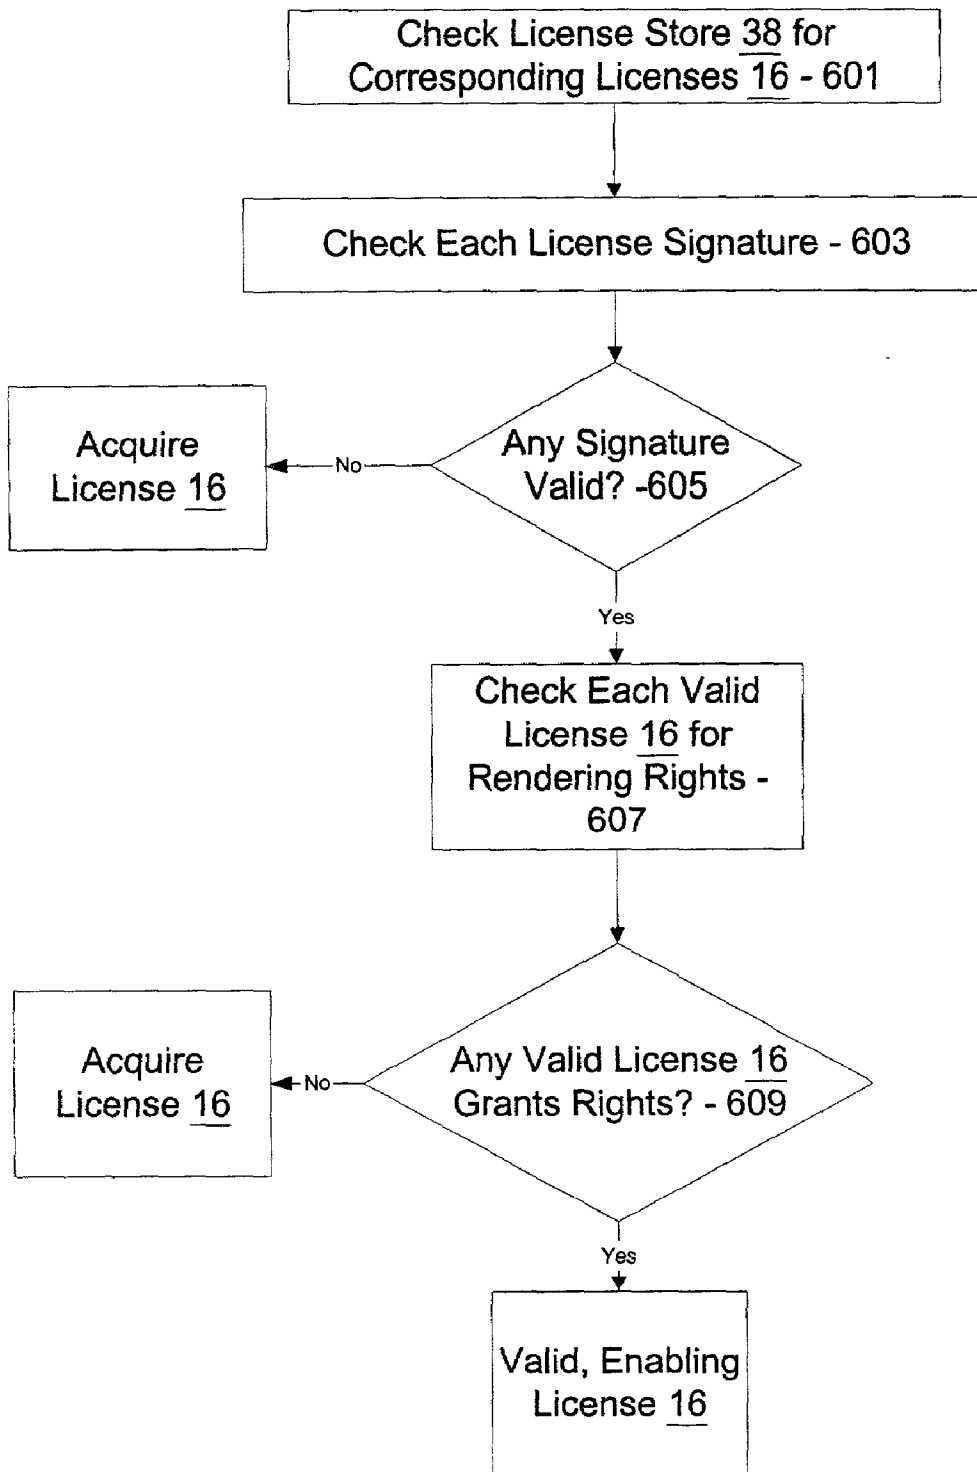 Check License Store 38 for
Corresponding Licenses 16 - 601
Check Each License Signature - 603
Any Signature
Valid? -605
No
Acquire
License 16
Yes
Check Each Valid
License 16 for
Rendering Rights -
607
Any Valid License 16
Grants Rights? - 609
No
Acquire
License 16
Yes
Valid, Enabling
License 16